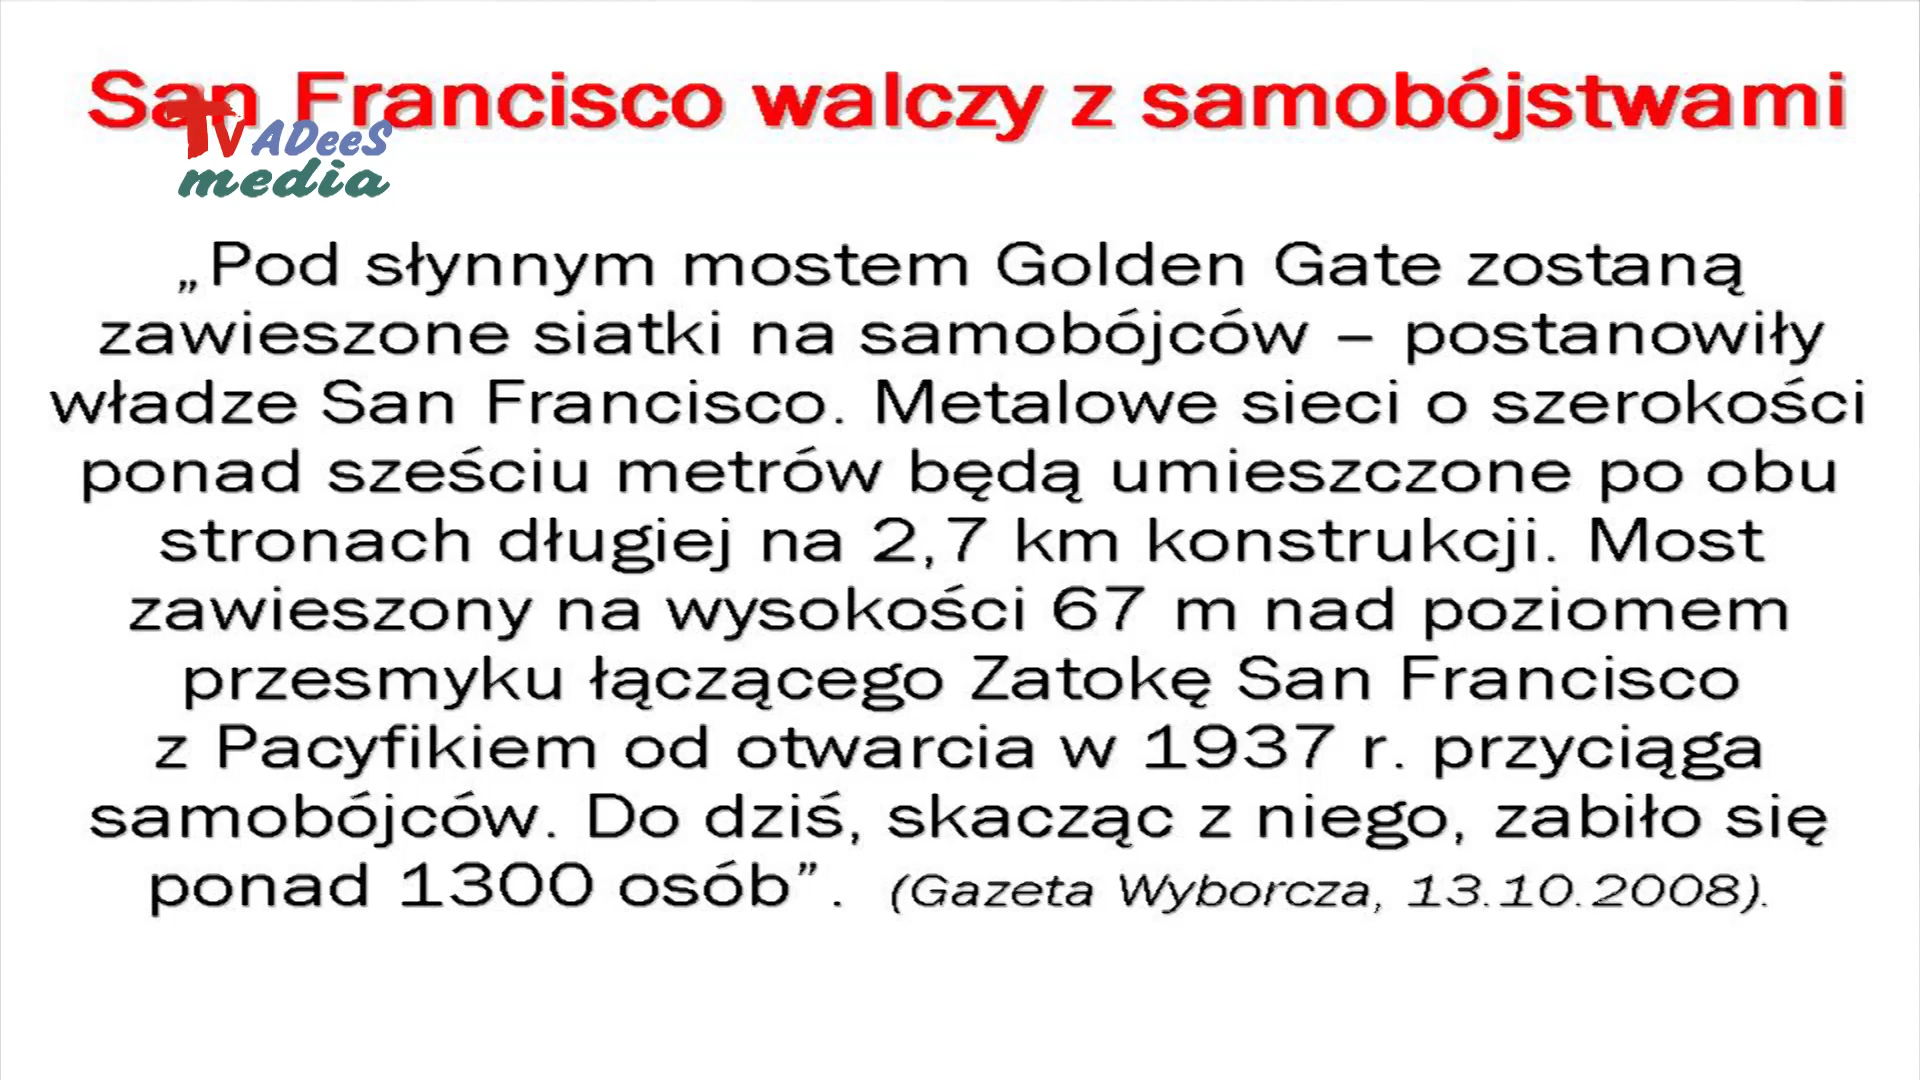 San Francisco walczy z samobójstwami
TV ADeeS
media
„Pod słynnym mostem Golden Gate zostaną
zawieszone siatki na samobójców – postanowiły
władze San Francisco. Metalowe sieci o szerokości
ponad sześciu metrów będą umieszczone po obu
stronach długiej na 2,7 km konstrukcji. Most
zawieszony na wysokości 67 m nad poziomem
przesmyku łączącego Zatokę San Francisco
z Pacyfikiem od otwarcia w 1937 r. przyciąga
samobójców. Do dziś, skacząc z niego, zabiło się
ponad 1300 osób”. (Gazeta Wyborcza, 13.10.2008).